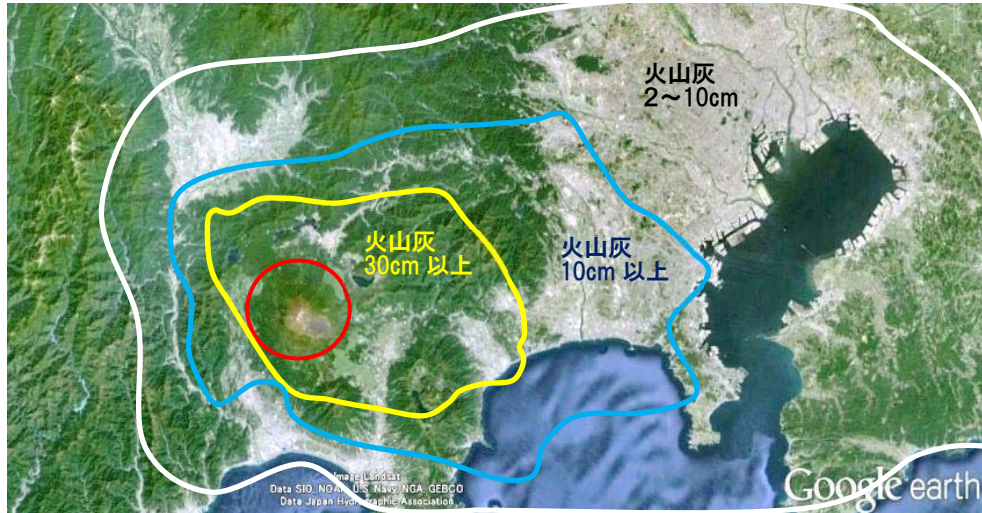 火山灰
２～10cm
火山灰
30cm 以上
火山灰
10cm 以上
Image Landsat
Data SIO, NOAA, U.S. Navy, NGA, GEBCO
Data Japan Hydrographic Association
Google earth